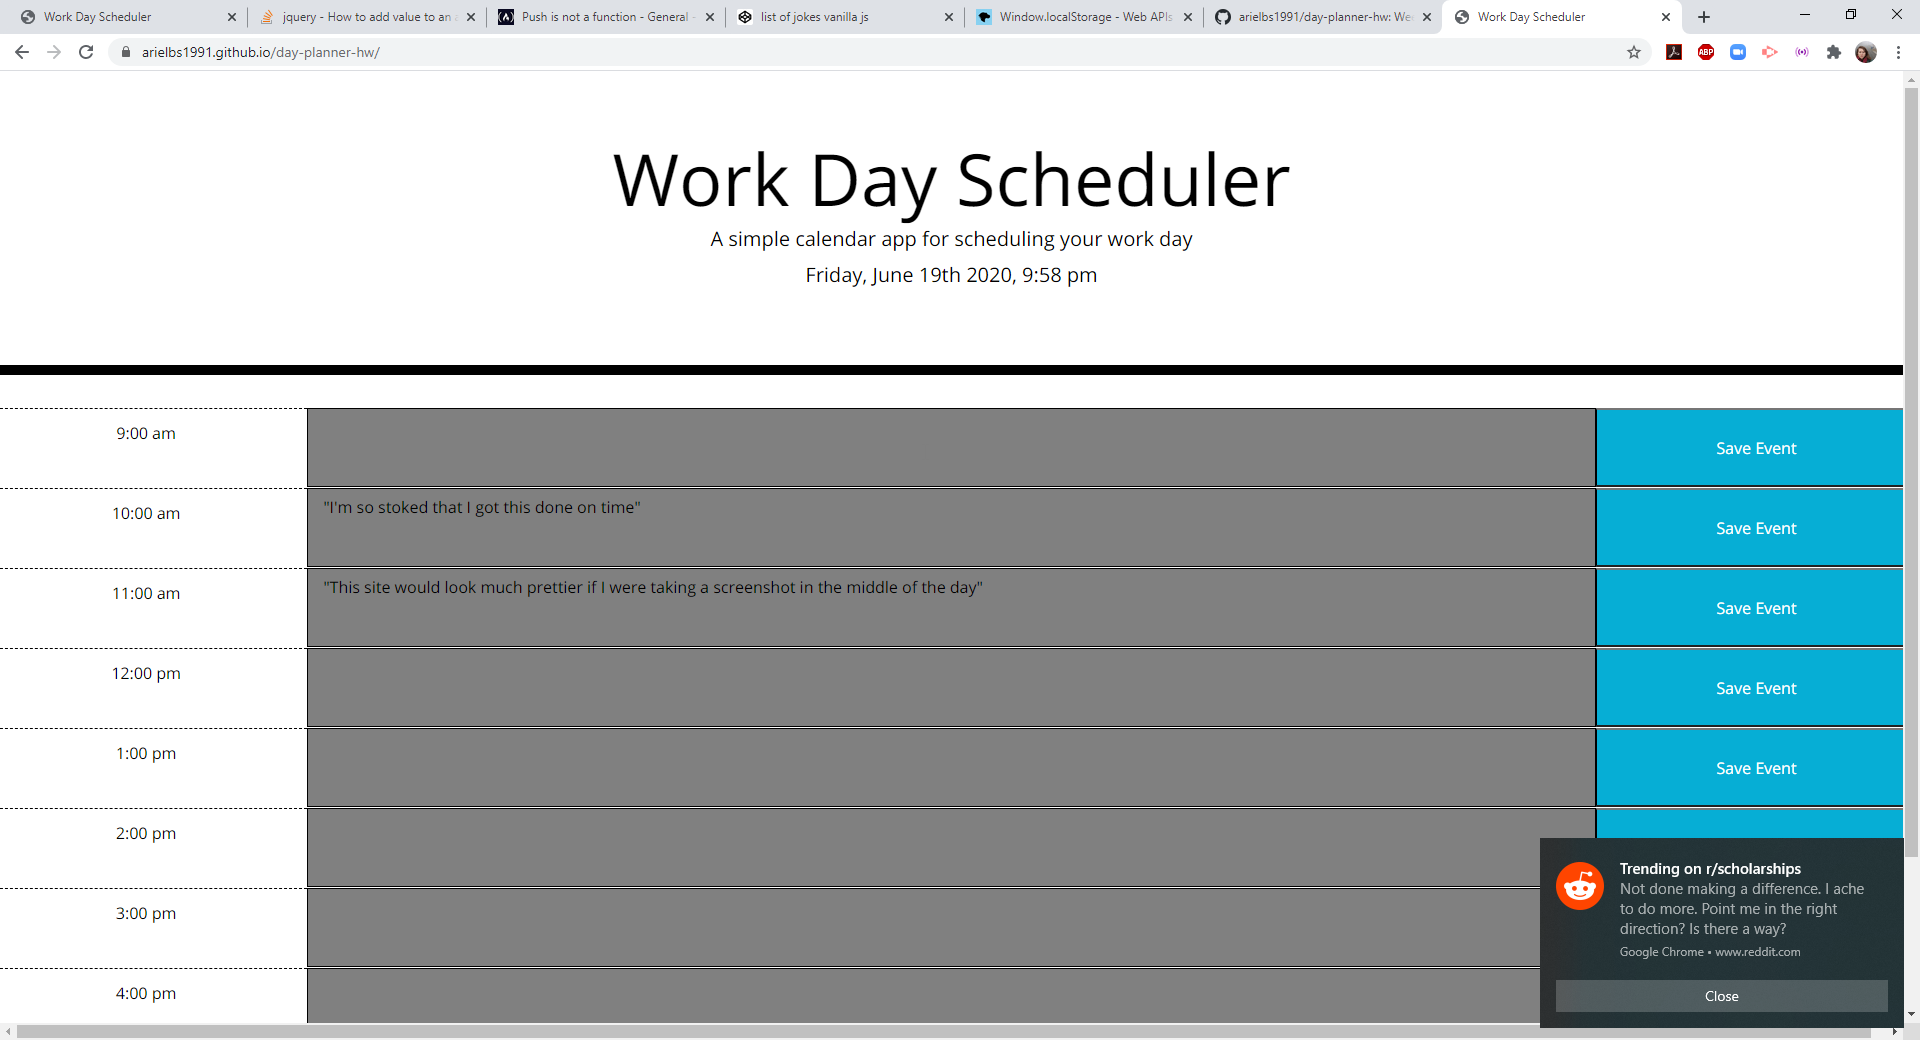 Work Day Scheduler
jquery - How to add value to an a
Push is not a function - General -
list of jokes vanilla js
Window.localStorage - Web APIs
arielbs1991/day-planner-hw: We
Work Day Scheduler
arielbs1991.github.io/day-planner-hw/
ABP
Work Day Scheduler
A simple calendar app for scheduling your work day
Friday, June 19th 2020, 9:58 pm
9:00 am
Save Event
10:00 am
"I'm so stoked that I got this done on time"
Save Event
11:00 am
"This site would look much prettier if I were taking a screenshot in the middle of the day"
Save Event
12:00 pm
Save Event
1:00 pm
Save Event
2:00 pm
3:00 pm
4:00 pm
Trending on r/scholarships
Not done making a difference. I ache
to do more. Point me in the right
direction? Is there a way?
Google Chrome • www.reddit.com
Close